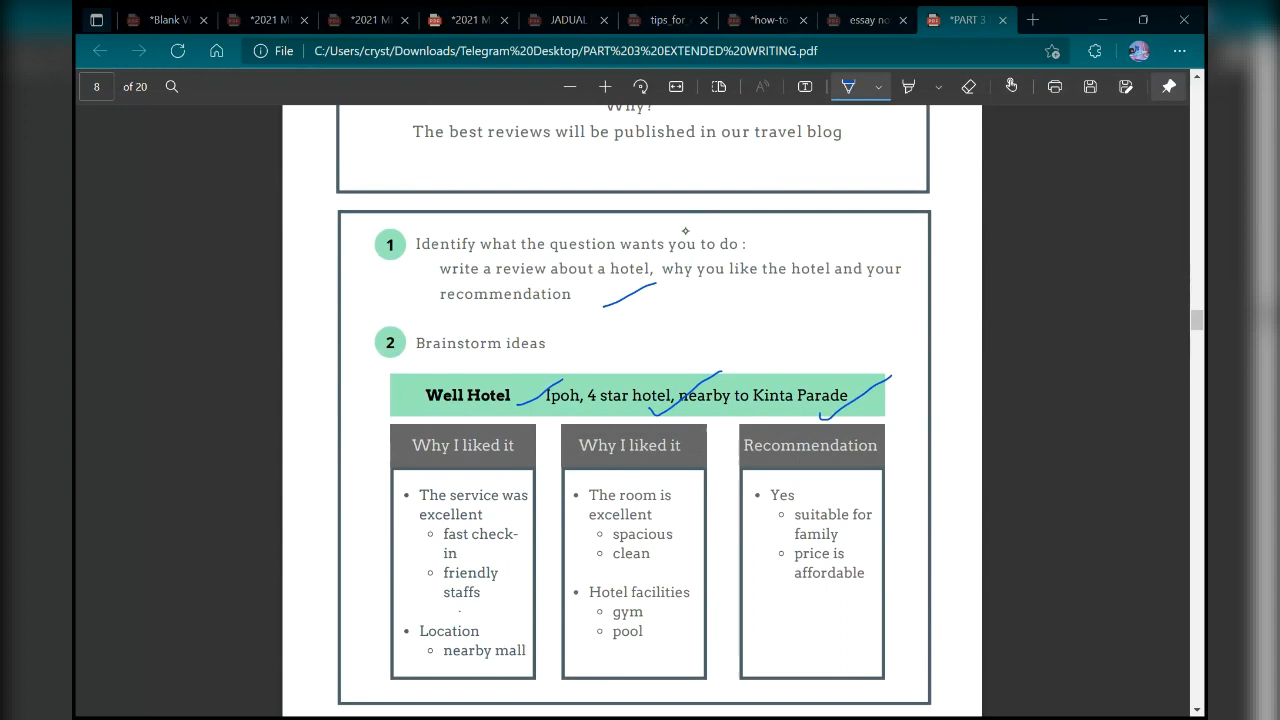 *Blank Vi
*2021 MI
*2021 MI
*2021 M
JADUAL
tips_for_
*how-to
essay no
*PART 3
File
C:/Users/cryst/Downloads/Telegram%20Desktop/PART%203%20EXTENDED%20WRITING.pdf
8 of 20
Why?
The best reviews will be published in our travel blog
1 Identify what the question wants you to do :
write a review about a hotel, why you like the hotel and your
recommendation
2 Brainstorm ideas
Well Hotel Ipoh, 4 star hotel, nearby to Kinta Parade
Why I liked it
• The service was
excellent
◦ fast check-
in
◦ friendly
staffs
• Location
◦ nearby mall
Why I liked it
• The room is
excellent
◦ spacious
◦ clean
• Hotel facilities
◦ gym
◦ pool
Recommendation
• Yes
◦ suitable for
family
◦ price is
affordable